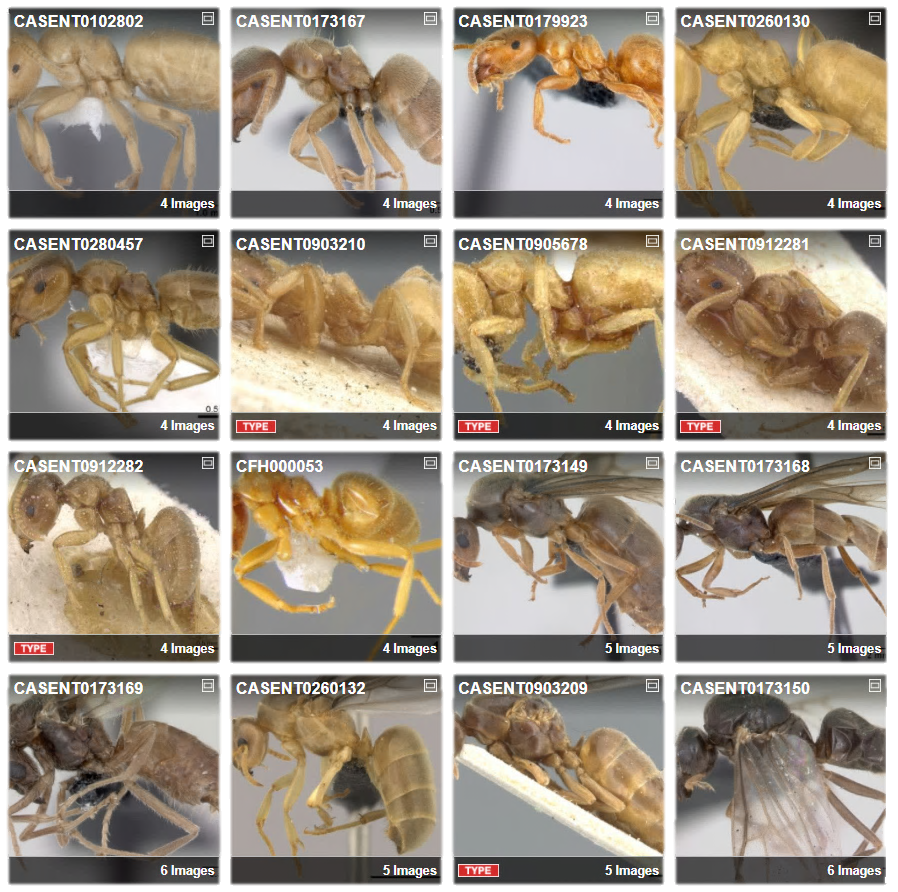 CASENT0102802
4 Images
CASENT0173167
4 Images
CASENT0179923
4 Images
CASENT0260130
4 Images
CASENT0280457
0.5
4 Images
CASENT0903210
TYPE
4 Images
CASENT0905678
TYPE
4 Images
CASENT0912281
TYPE
4 Images
CASENT0912282
TYPE
4 Images
CFH000053
4 Images
CASENT0173149
5 Images
CASENT0173168
5 Images
CASENT0173169
6 Images
CASENT0260132
5 Images
CASENT0903209
TYPE
5 Images
CASENT0173150
6 Images